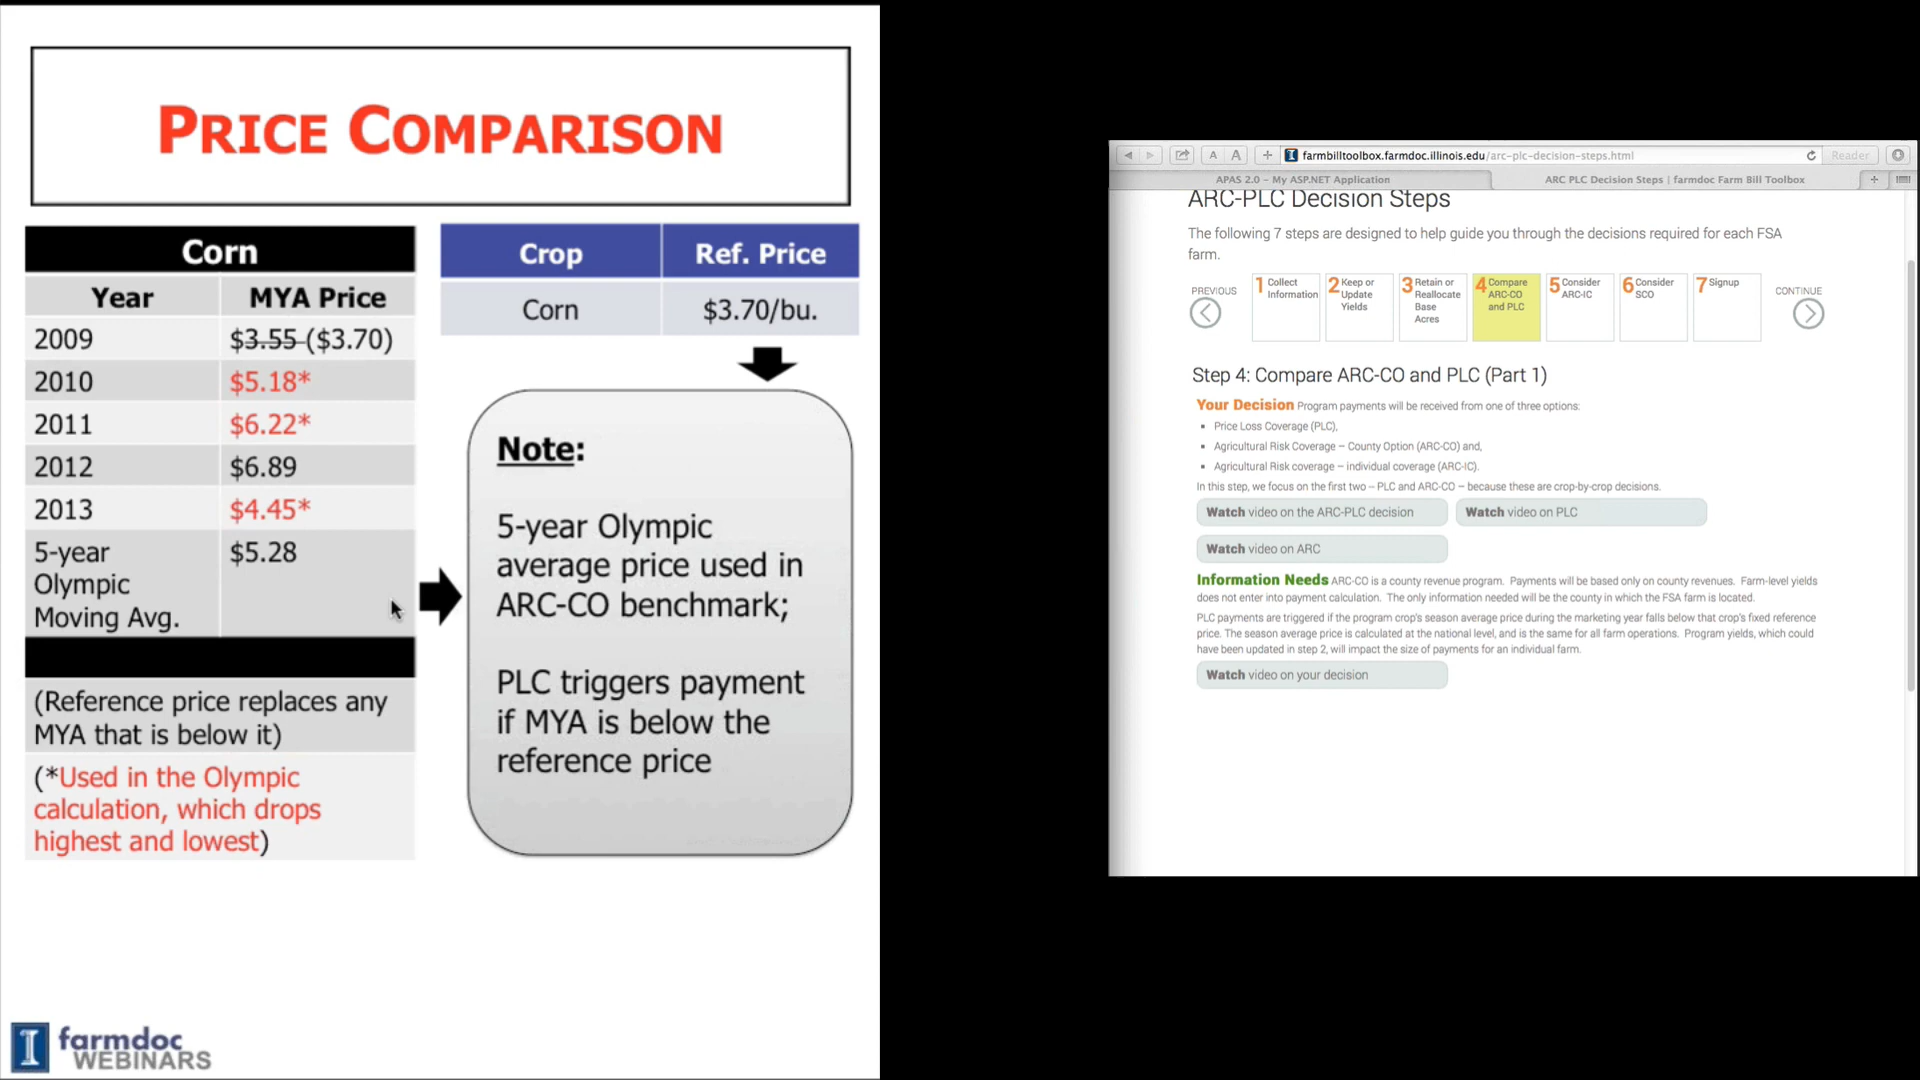 PRICE COMPARISON
Corn
Year MYA Price
2009 $3.55 ($3.70)
2010 $5.18*
2011 $6.22*
2012 $6.89
2013 $4.45*
5-year $5.28
Olympic
Moving Avg.
(Reference price replaces any
MYA that is below it)
(*Used in the Olympic
calculation, which drops
highest and lowest)
Crop Ref. Price
Corn $3.70/bu.
Note:
5-year Olympic
average price used in
ARC-CO benchmark;
PLC triggers payment
if MYA is below the
reference price
I farmdoc
WEBINARS
A A + I farmbilltoolbox.farmdoc.illinois.edu/arc-plc-decision-steps.html Reader
APAS 2.0 – My ASP.NET Application ARC PLC Decision Steps | farmdoc Farm Bill Toolbox +
ARC-PLC Decision Steps
The following 7 steps are designed to help guide you through the decisions required for each FSA
farm.
PREVIOUS
1 Collect
Information
2 Keep or
Update
Yields
3 Retain or
Reallocate
Base
Acres
4 Compare
ARC-CO
and PLC
5 Consider
ARC-IC
6 Consider
SCO
7 Signup
CONTINUE
Step 4: Compare ARC-CO and PLC (Part 1)
Your Decision Program payments will be received from one of three options:
▪ Price Loss Coverage (PLC),
▪ Agricultural Risk Coverage – County Option (ARC-CO) and,
▪ Agricultural Risk coverage – individual coverage (ARC-IC).
In this step, we focus on the first two – PLC and ARC-CO – because these are crop-by-crop decisions.
Watch video on the ARC-PLC decision Watch video on PLC
Watch video on ARC
Information Needs ARC-CO is a county revenue program. Payments will be based only on county revenues. Farm-level yields
does not enter into payment calculation. The only information needed will be the county in which the FSA farm is located.
PLC payments are triggered if the program crop's season average price during the marketing year falls below that crop's fixed reference
price. The season average price is calculated at the national level, and is the same for all farm operations. Program yields, which could
have been updated in step 2, will impact the size of payments for an individual farm.
Watch video on your decision